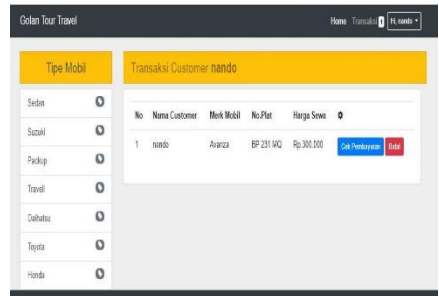 Golan Tour Travel
Home Transaksi Hi, nando
Tipe Mobil
Sedan
Suzuki
Packup
Travell
Daihatsu
Toyota
Honda
Transaksi Customer nando
No Nama Customer Merk Mobil No.Plat Harga Sewa
1 nando Avanza BP 231 MQ Rp.300.000 Cek Pembayaran Batal